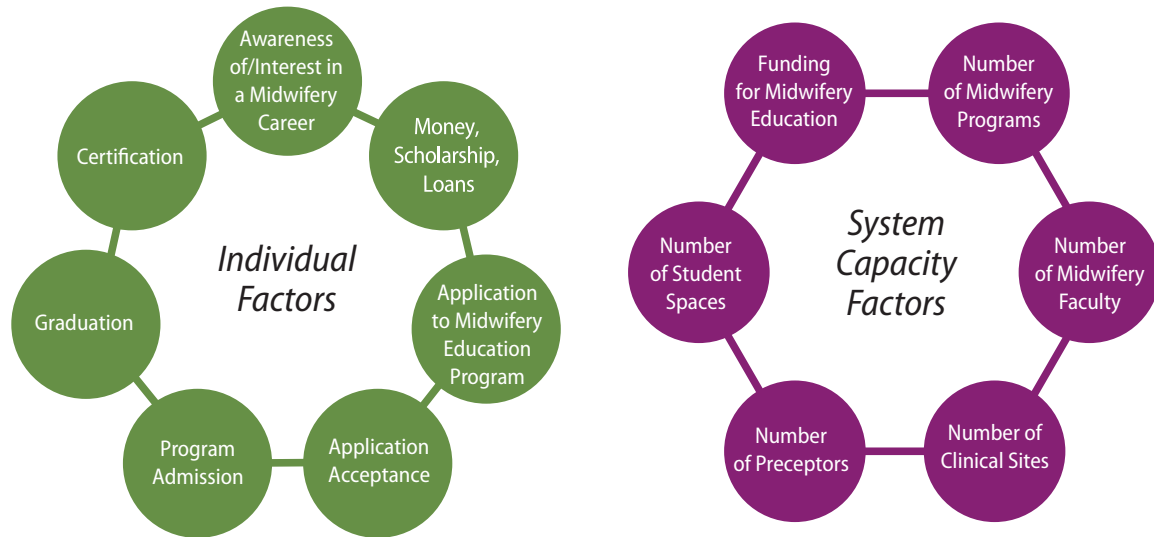 Awareness
of/Interest in
a Midwifery
Career
Money,
Scholarship,
Loans
Application
to Midwifery
Education
Program
Application
Acceptance
Program
Admission
Graduation
Certification
Individual
Factors
Funding
for Midwifery
Education
Number
of Midwifery
Programs
Number
of Midwifery
Faculty
Number of
Clinical Sites
Number
of Preceptors
Number
of Student
Spaces
System
Capacity
Factors